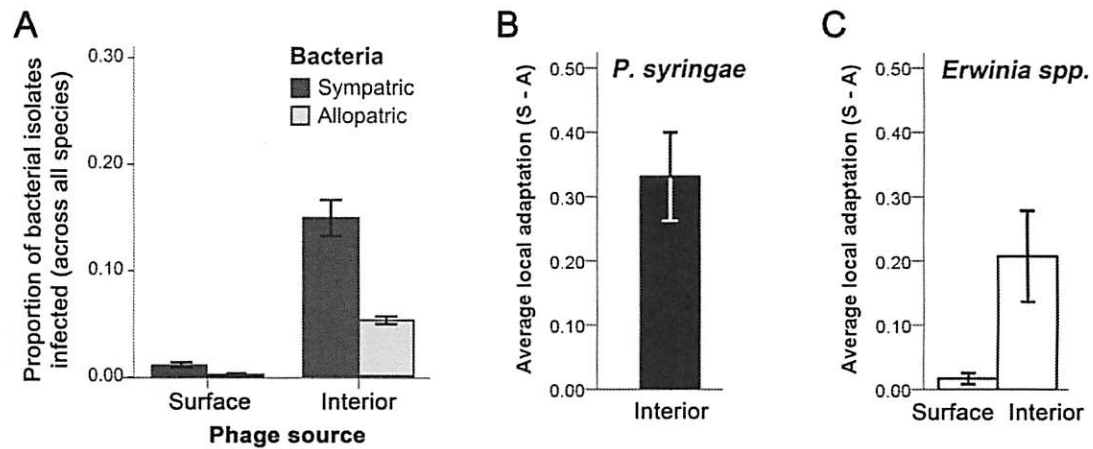 A
Proportion of bacterial isolates
infected (across all species)
0.30
0.20
0.10
0.00
Bacteria
Sympatric
Allopatric
Surface
Interior
Phage source
B
Average local adaptation (S - A)
0.50
0.40
0.30
0.20
0.10
0.00
P. syringae
Interior
C
Average local adaptation (S - A)
0.50
0.40
0.30
0.20
0.10
0.00
Erwinia spp.
Surface
Interior